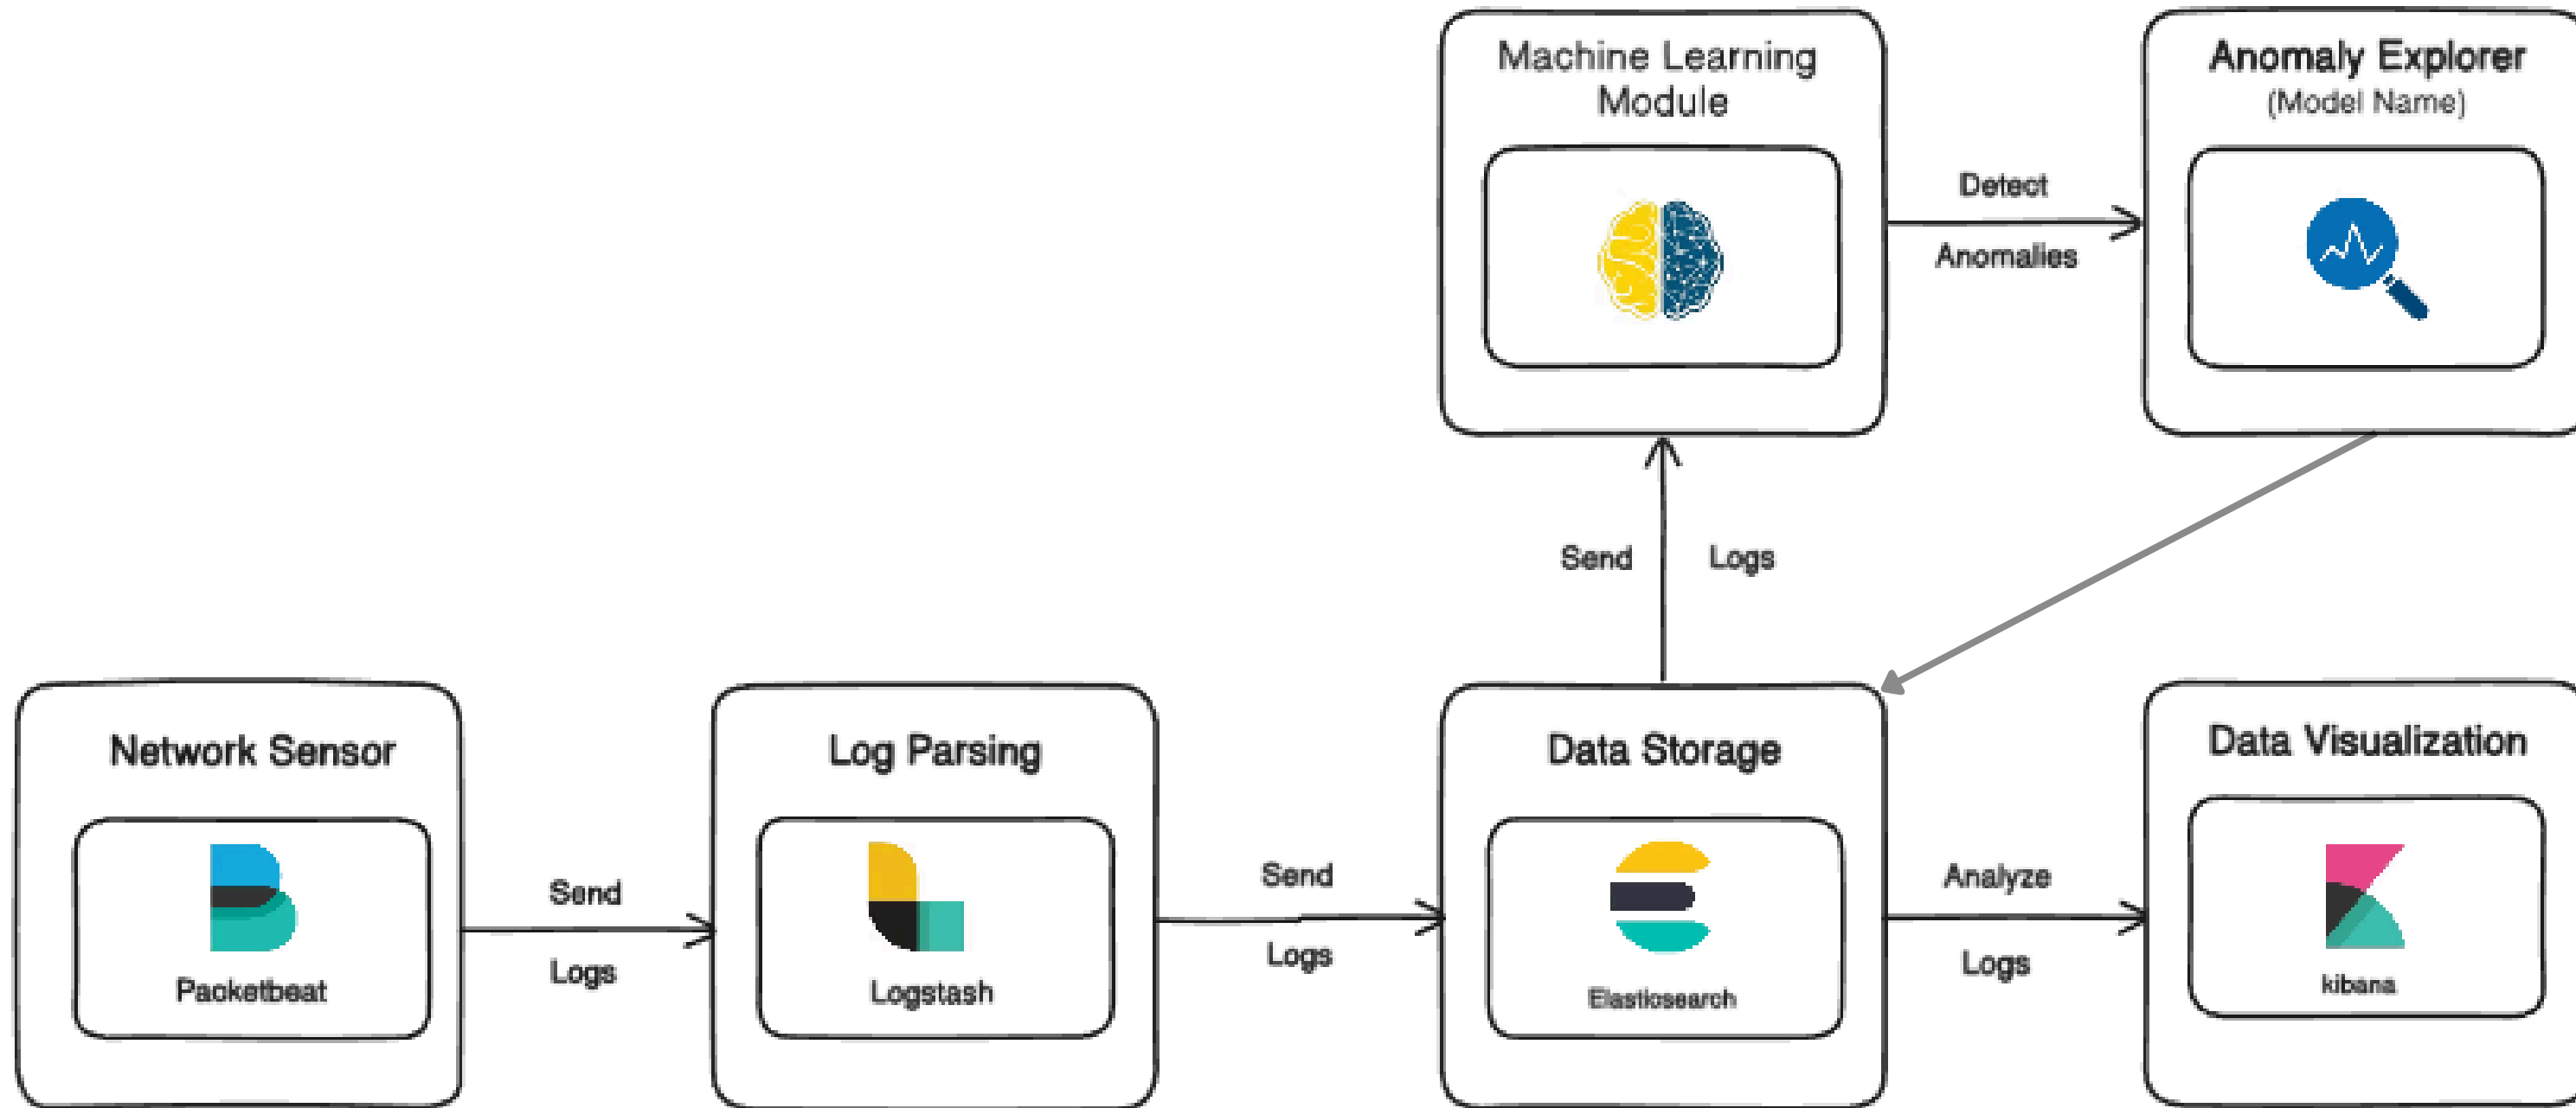 Machine Learning
Module
Anomaly Explorer
(Model Name)
Detect
Anomalies
Send
Logs
Network Sensor
Packetbeat
Send
Logs
Log Parsing
Logstash
Send
Logs
Data Storage
Elasticsearch
Analyze
Logs
Data Visualization
kibana